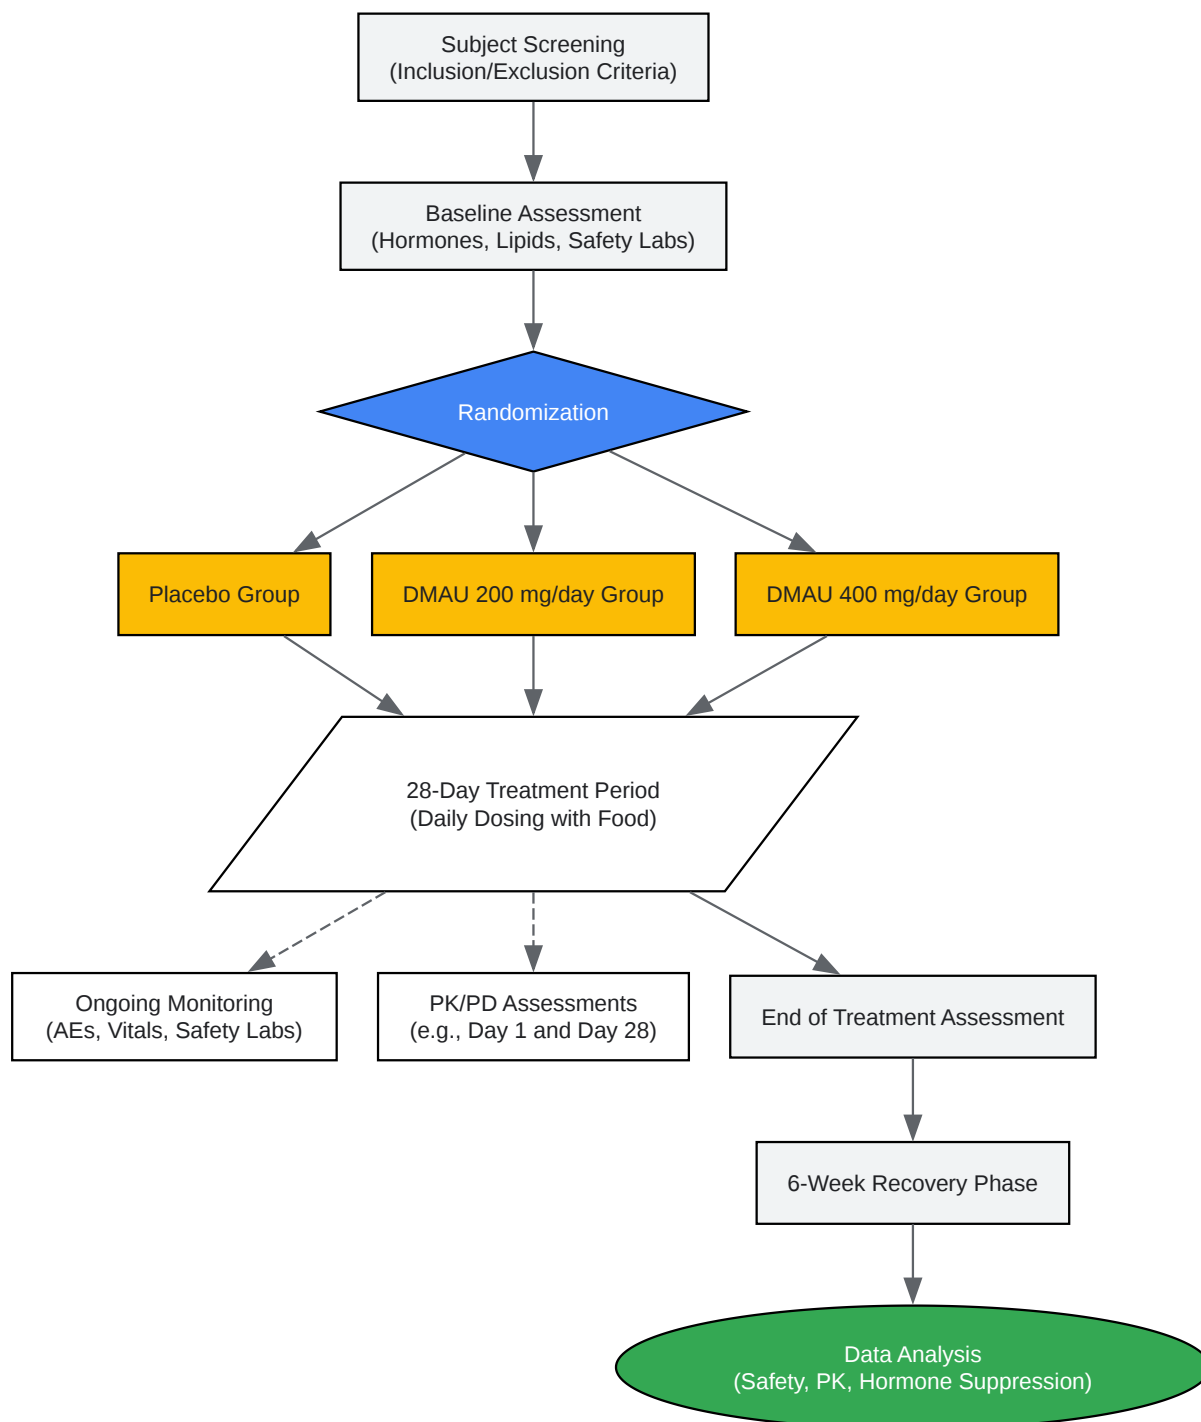 Subject Screening
(Inclusion/Exclusion Criteria)
Baseline Assessment
(Hormones, Lipids, Safety Labs)
Randomization
Placebo Group
DMAU 200 mg/day Group
DMAU 400 mg/day Group
28-Day Treatment Period
(Daily Dosing with Food)
Ongoing Monitoring
(AEs, Vitals, Safety Labs)
PK/PD Assessments
(e.g., Day 1 and Day 28)
End of Treatment Assessment
6-Week Recovery Phase
Data Analysis
(Safety, PK, Hormone Suppression)